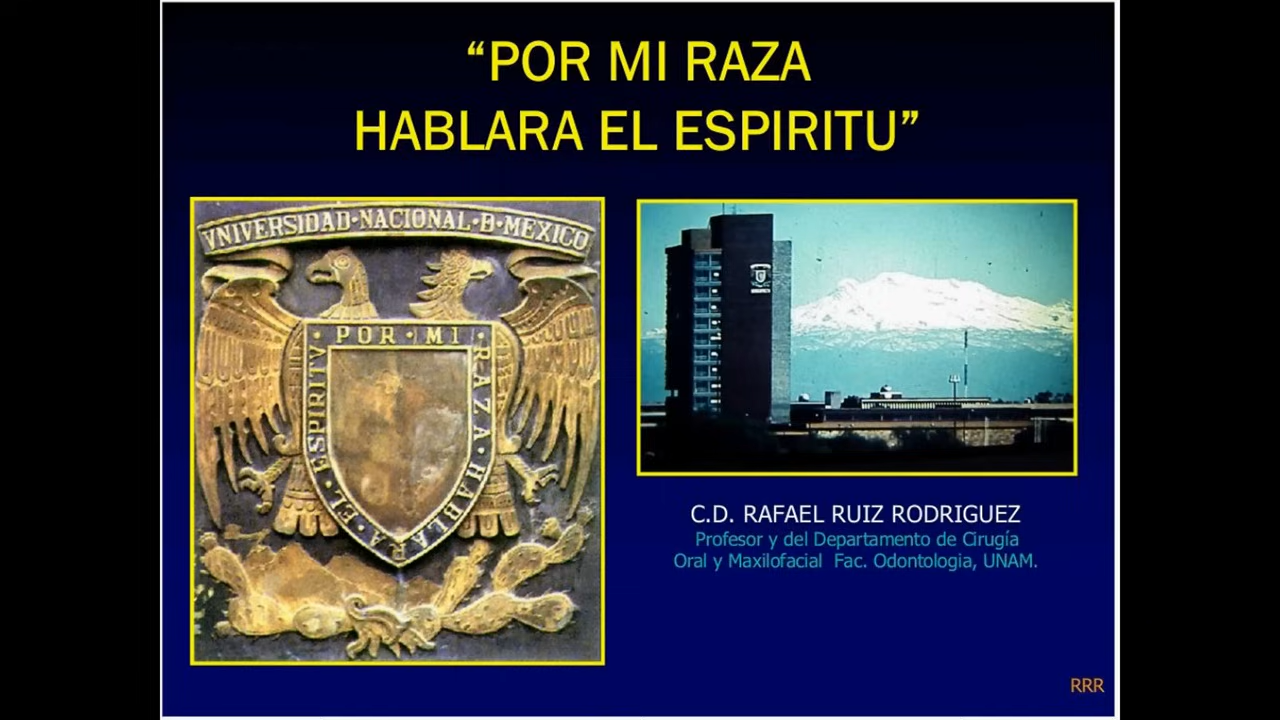 “POR MI RAZA
HABLARA EL ESPIRITU”
VNIVERSIDAD·NACIONAL·D·MEXICO
·POR·MI·RAZA·HABLARA·EL·ESPIRITV
C.D. RAFAEL RUIZ RODRIGUEZ
Profesor y del Departamento de Cirugía
Oral y Maxilofacial Fac. Odontologia, UNAM.
RRR